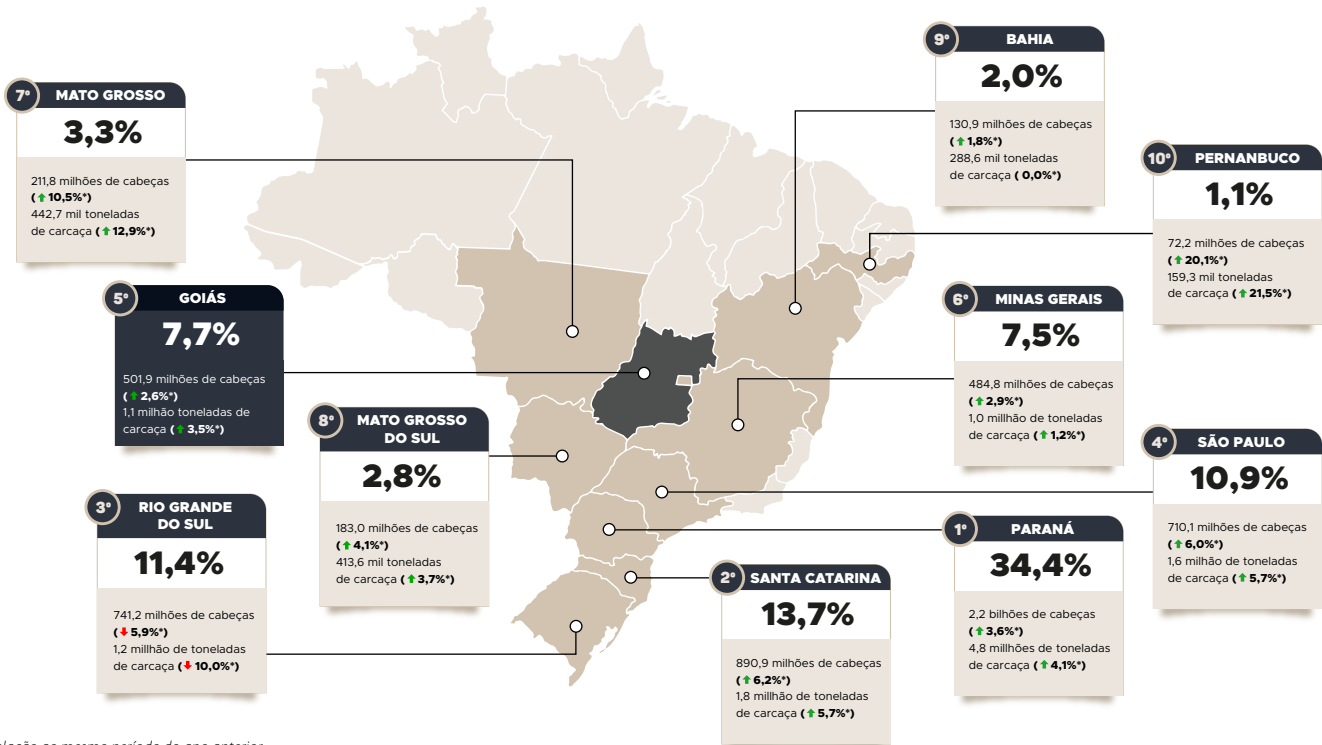 9º
BAHIA
2,0%
130,9 milhões de cabeças
(⬆ 1,8%*)
288,6 mil toneladas
de carcaça ( 0,0%*)
7º
MATO GROSSO
3,3%
211,8 milhões de cabeças
(⬆ 10,5%*)
442,7 mil toneladas
de carcaça (⬆ 12,9%*)
10º
PERNANBUCO
1,1%
72,2 milhões de cabeças
(⬆ 20,1%*)
159,3 mil toneladas
de carcaça (⬆ 21,5%*)
5º
GOIÁS
7,7%
501,9 milhões de cabeças
(⬆ 2,6%*)
1,1 milhão toneladas de
carcaça (⬆ 3,5%*)
6º
MINAS GERAIS
7,5%
484,8 milhões de cabeças
(⬆ 2,9%*)
1,0 millhão de toneladas
de carcaça (⬆ 1,2%*)
8º
MATO GROSSO
DO SUL
2,8%
183,0 milhões de cabeças
(⬆ 4,1%*)
413,6 mil toneladas
de carcaça (⬆ 3,7%*)
4º
SÃO PAULO
10,9%
710,1 milhões de cabeças
(⬆ 6,0%*)
1,6 milhão de toneladas
de carcaça (⬆ 5,7%*)
3º
RIO GRANDE
DO SUL
11,4%
741,2 milhões de cabeças
(⬇ 5,9%*)
1,2 millhão de toneladas
de carcaça (⬇ 10,0%*)
1º
PARANÁ
34,4%
2,2 bilhões de cabeças
(⬆ 3,6%*)
4,8 milhões de toneladas
de carcaça (⬆ 4,1%*)
2º
SANTA CATARINA
13,7%
890,9 milhões de cabeças
(⬆ 6,2%*)
1,8 millhão de toneladas
de carcaça (⬆ 5,7%*)